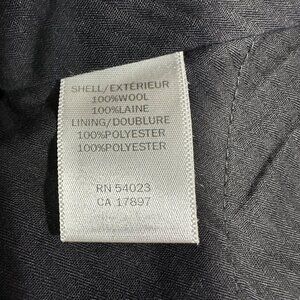 SHELL/EXTÉRIEUR
100%WOOL
100%LAINE
LINING/DOUBLURE
100%POLYESTER
100%POLYESTER
RN 54023
CA 17897